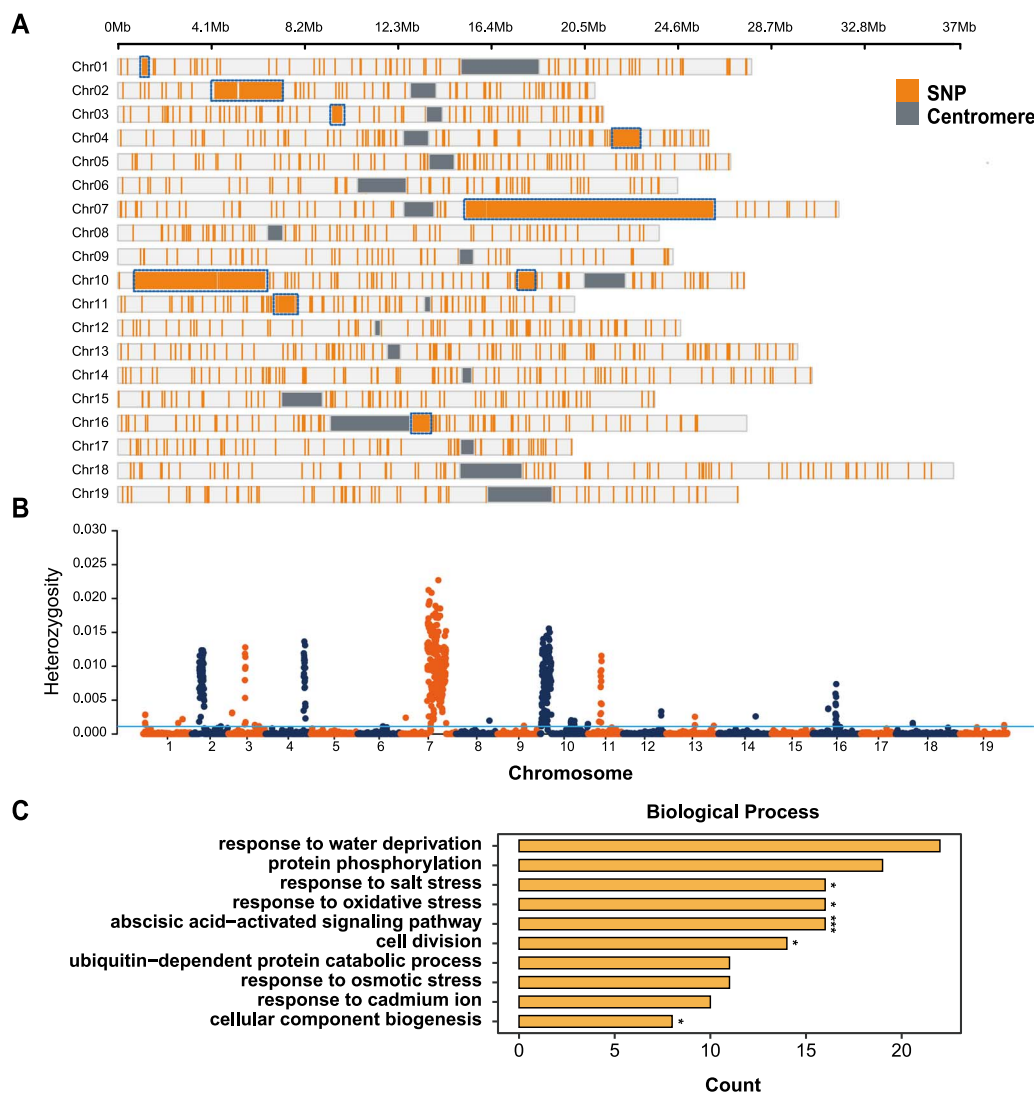 A
0Mb 4.1Mb 8.2Mb 12.3Mb 16.4Mb 20.5Mb 24.6Mb 28.7Mb 32.8Mb 37Mb
Chr01
Chr02
Chr03
Chr04
Chr05
Chr06
Chr07
Chr08
Chr09
Chr10
Chr11
Chr12
Chr13
Chr14
Chr15
Chr16
Chr17
Chr18
Chr19
SNP
Centromere
B
Heterozygosity
0.030
0.025
0.020
0.015
0.010
0.005
0.000
1 2 3 4 5 6 7 8 9 10 11 12 13 14 15 16 17 18 19
Chromosome
C
Biological Process
response to water deprivation
protein phosphorylation
response to salt stress *
response to oxidative stress *
abscisic acid−activated signaling pathway ***
cell division *
ubiquitin−dependent protein catabolic process
response to osmotic stress
response to cadmium ion
cellular component biogenesis *
0 5 10 15 20
Count